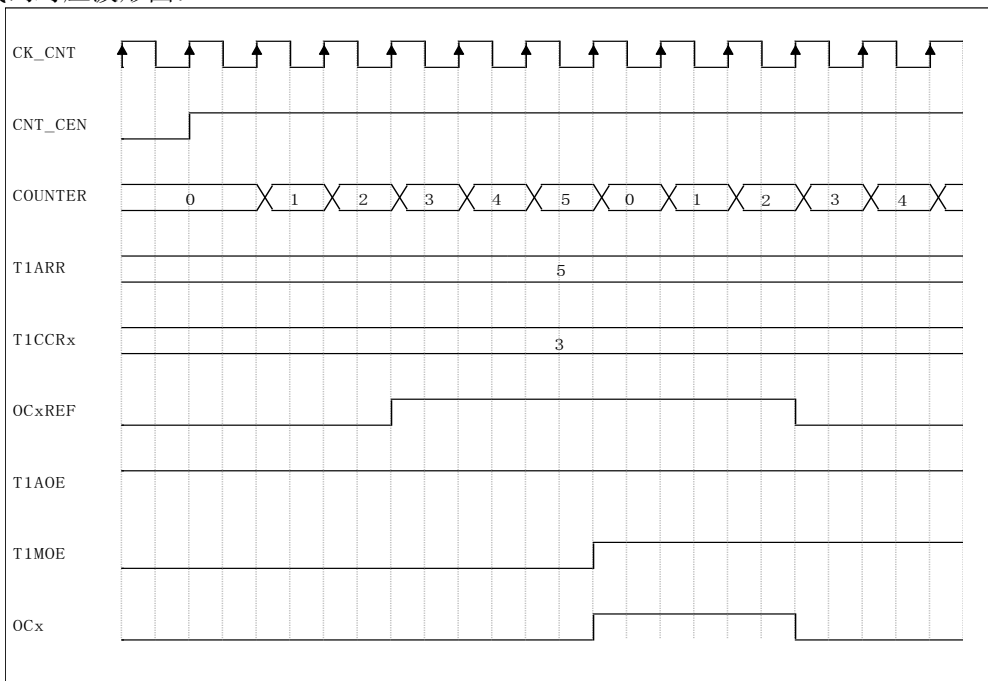 CK_CNT
CNT_CEN
COUNTER 0 1 2 3 4 5 0 1 2 3 4
T1ARR 5
T1CCRx 3
OCxREF
T1AOE
T1MOE
OCx